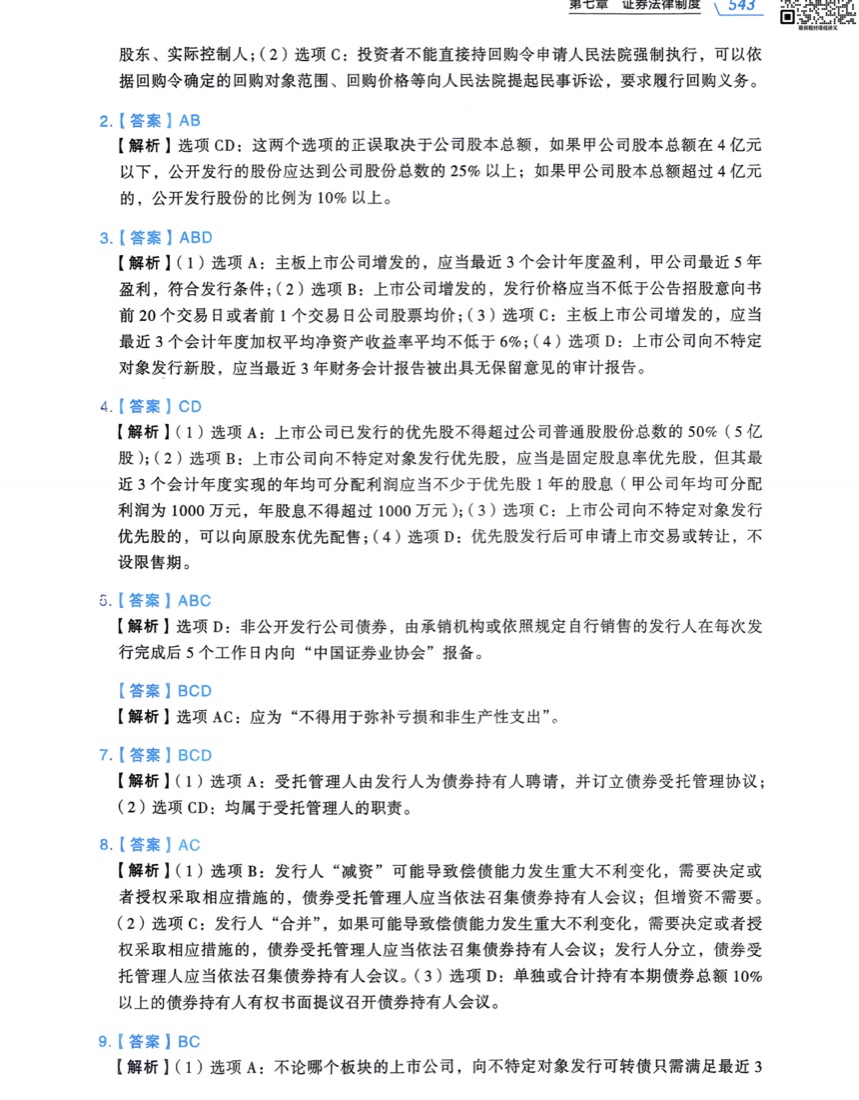 第七章 证券法律制度 543
股东、实际控制人；（2）选项 C：投资者不能直接持回购令申请人民法院强制执行，可以依
据回购令确定的回购对象范围、回购价格等向人民法院提起民事诉讼，要求履行回购义务。
2.【答案】AB
【解析】选项 CD：这两个选项的正误取决于公司股本总额，如果甲公司股本总额在 4 亿元
以下，公开发行的股份应达到公司股份总数的 25% 以上；如果甲公司股本总额超过 4 亿元
的，公开发行股份的比例为 10% 以上。
3.【答案】ABD
【解析】（1）选项 A：主板上市公司增发的，应当最近 3 个会计年度盈利，甲公司最近 5 年
盈利，符合发行条件；（2）选项 B：上市公司增发的，发行价格应当不低于公告招股意向书
前 20 个交易日或者前 1 个交易日公司股票均价；（3）选项 C：主板上市公司增发的，应当
最近 3 个会计年度加权平均净资产收益率平均不低于 6%；（4）选项 D：上市公司向不特定
对象发行新股，应当最近 3 年财务会计报告被出具无保留意见的审计报告。
4.【答案】CD
【解析】（1）选项 A：上市公司已发行的优先股不得超过公司普通股股份总数的 50%（5 亿
股）；（2）选项 B：上市公司向不特定对象发行优先股，应当是固定股息率优先股，但其最
近 3 个会计年度实现的年均可分配利润应当不少于优先股 1 年的股息（甲公司年均可分配
利润为 1000 万元，年股息不得超过 1000 万元）；（3）选项 C：上市公司向不特定对象发行
优先股的，可以向原股东优先配售；（4）选项 D：优先股发行后可申请上市交易或转让，不
设限售期。
5.【答案】ABC
【解析】选项 D：非公开发行公司债券，由承销机构或依照规定自行销售的发行人在每次发
行完成后 5 个工作日内向“中国证券业协会”报备。
【答案】BCD
【解析】选项 AC：应为“不得用于弥补亏损和非生产性支出”。
7.【答案】BCD
【解析】（1）选项 A：受托管理人由发行人为债券持有人聘请，并订立债券受托管理协议；
（2）选项 CD：均属于受托管理人的职责。
8.【答案】AC
【解析】（1）选项 B：发行人“减资”可能导致偿债能力发生重大不利变化，需要决定或
者授权采取相应措施的，债券受托管理人应当依法召集债券持有人会议；但增资不需要。
（2）选项 C：发行人“合并”，如果可能导致偿债能力发生重大不利变化，需要决定或者授
权采取相应措施的，债券受托管理人应当依法召集债券持有人会议；发行人分立，债券受
托管理人应当依法召集债券持有人会议。（3）选项 D：单独或合计持有本期债券总额 10%
以上的债券持有人有权书面提议召开债券持有人会议。
9.【答案】BC
【解析】（1）选项 A：不论哪个板块的上市公司，向不特定对象发行可转债只需满足最近 3